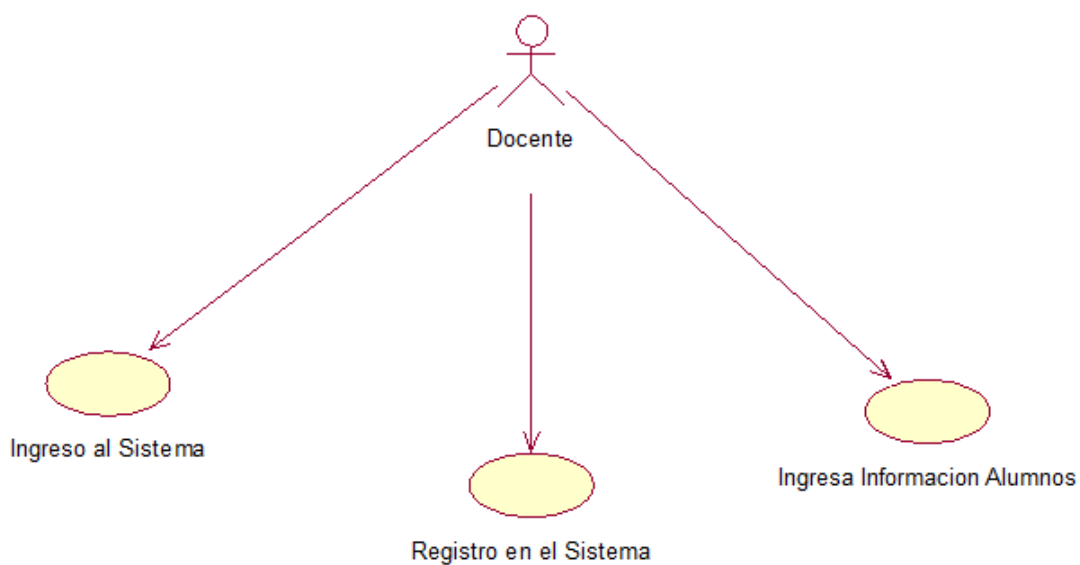 Docente
Ingreso al Sistema
Ingresa Informacion Alumnos
Registro en el Sistema